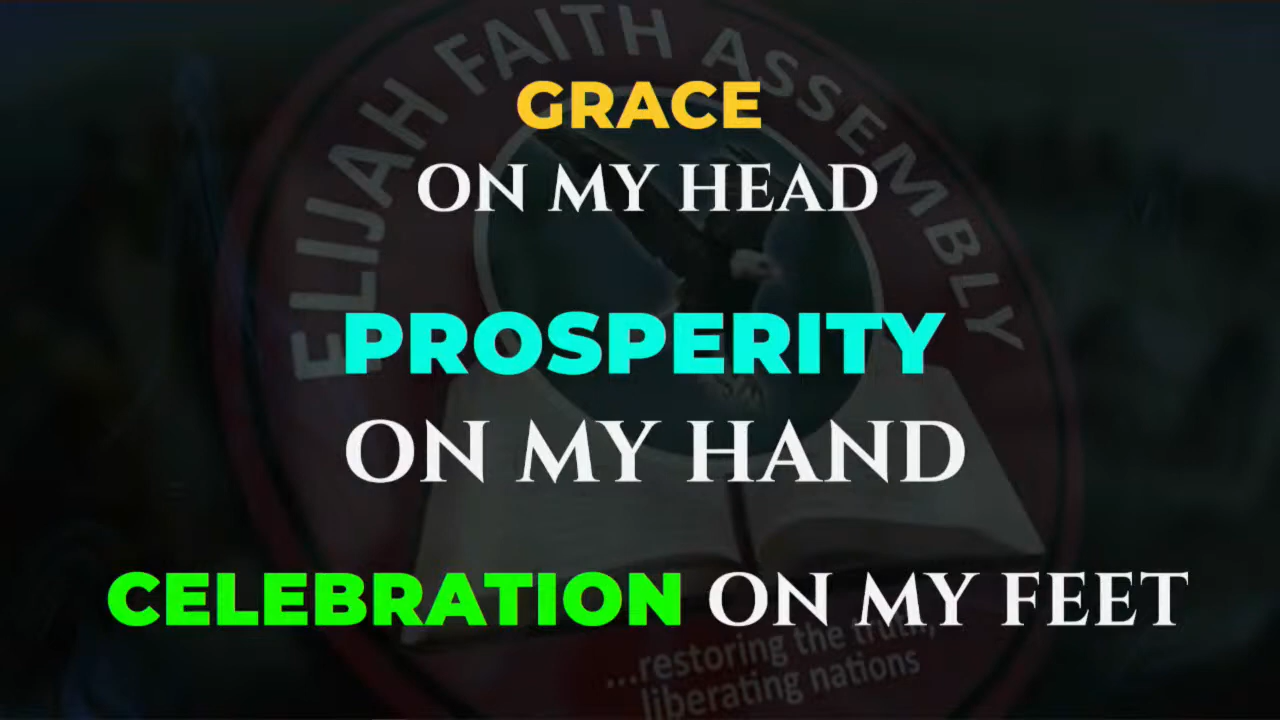 ELIJAH FAITH ASSEMBLY
GRACE
ON MY HEAD
PROSPERITY
ON MY HAND
CELEBRATION ON MY FEET
...restoring the truth,
liberating nations